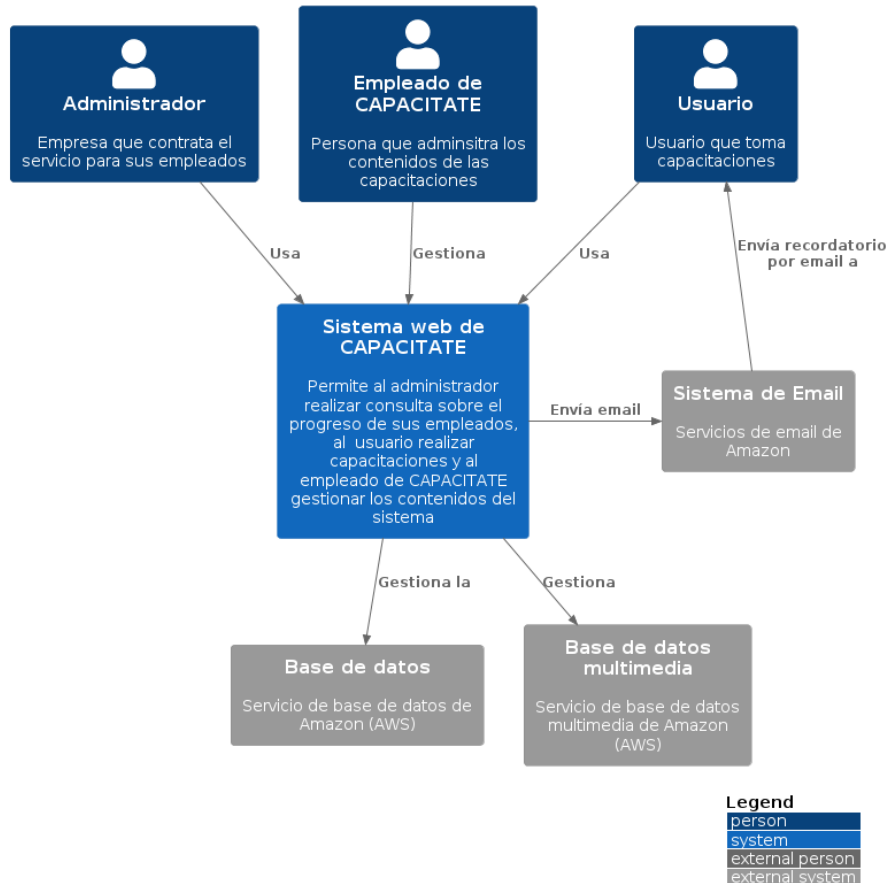 Administrador
Empresa que contrata el
servicio para sus empleados
Empleado de
CAPACITATE
Persona que adminsitra los
contenidos de las
capacitaciones
Usuario
Usuario que toma
capacitaciones
Usa
Gestiona
Usa
Envía recordatorio
por email a
Sistema web de
CAPACITATE
Permite al administrador
realizar consulta sobre el
progreso de sus empleados,
al usuario realizar
capacitaciones y al
empleado de CAPACITATE
gestionar los contenidos del
sistema
Envía email
Sistema de Email
Servicios de email de
Amazon
Gestiona la
Gestiona
Base de datos
Servicio de base de datos de
Amazon (AWS)
Base de datos
multimedia
Servicio de base de datos
multimedia de Amazon
(AWS)
Legend
person
system
external person
external system